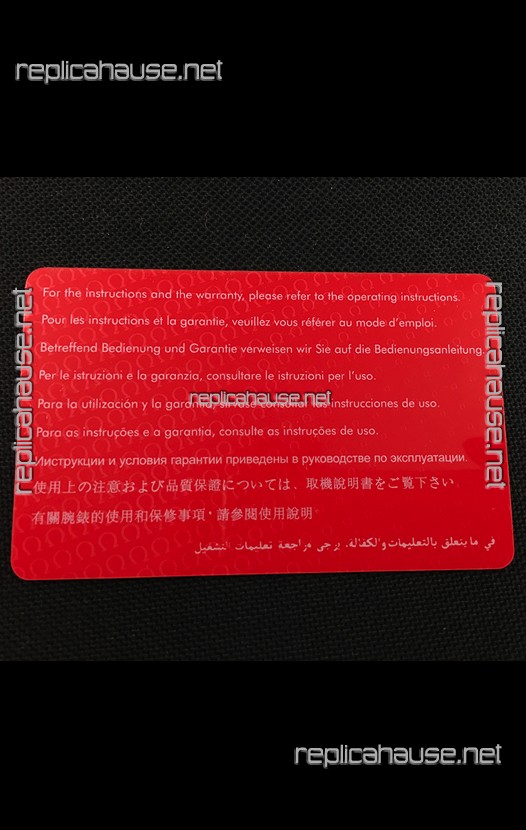 replicahause.net
For the instructions and the warranty, please refer to the operating instructions.
Pour les instructions et la garantie, veuillez vous référer au mode d'emploi.
Betreffend Bedienung und Garantie verweisen wir Sie auf die Bedienungsanleitung.
Per le istruzioni e la garanzia, consultare le istruzioni per l'uso.
Para la utilización y la garantía, sírvase consultar las instrucciones de uso.
replicahause.net
Para as instruções e a garantia, consulte as instruções de uso.
Инструкции и условия гарантии приведены в руководстве по эксплуатации.
使用上の注意および品質保證については、取機說明書をご覧下さい
有關腕錶的使用和保修事項，請參閱使用說明
في ما يتعلق بالتعليمات والكفالة، يرجى مراجعة تعليمات التشغيل
replicahause.net
replicahause.net
replicahause.net